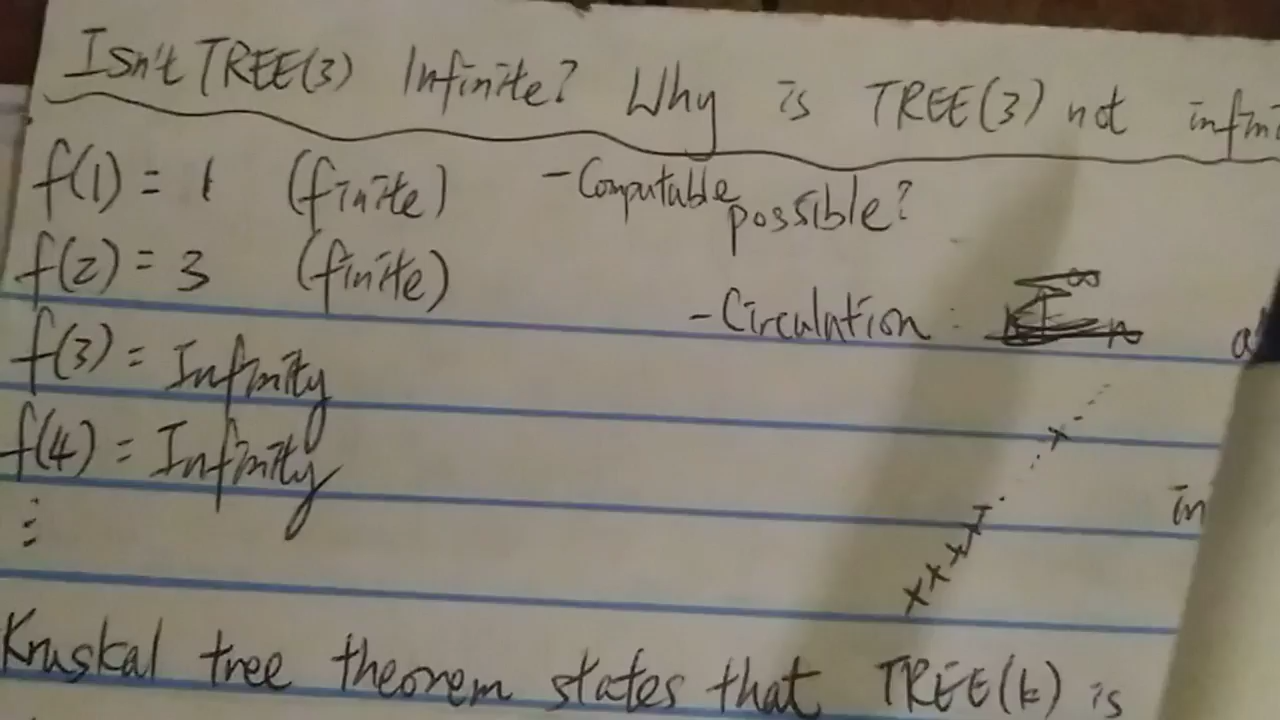 Isn't TREE(3) Infinite? Why is TREE(3) not
f(1) = 1 (finite) - Computable possible?
f(2) = 3 (finite)
- Circulation :
f(3) = Infinity
f(4) = Infinity
⋮
Kruskal tree theorem states that TREE(k) is